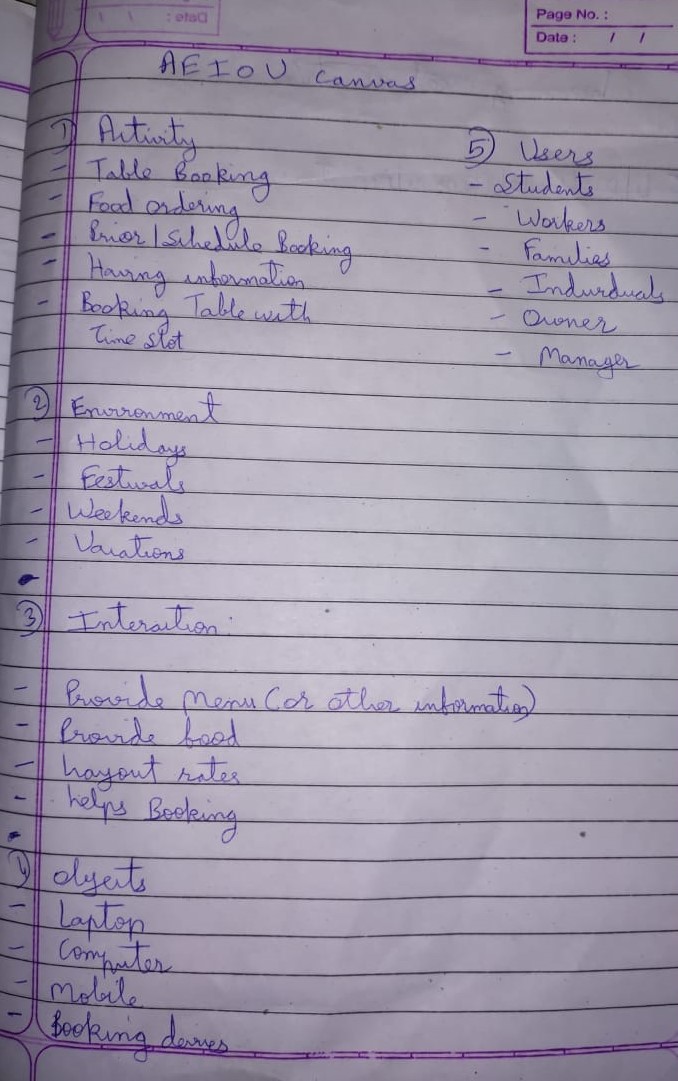 Page No. :
Date : / /
Date :
AEIOU Canvas
1) Activity
- Table Booking
- Food ordering
- Prior / Schedule Booking
- Having information
- Booking Table with
Time slot
5) Users
- Students
- Workers
- Families
- Individuals
- Owner
- Manager
2) Environment
- Holidays
- Festivals
- Weekends
- Vacations
3) Interaction
- Provide Menu (or other information)
- Provide food
- Layout rates
- helps Booking
4) objects
- Laptop
- Computer
- Mobile
- Booking